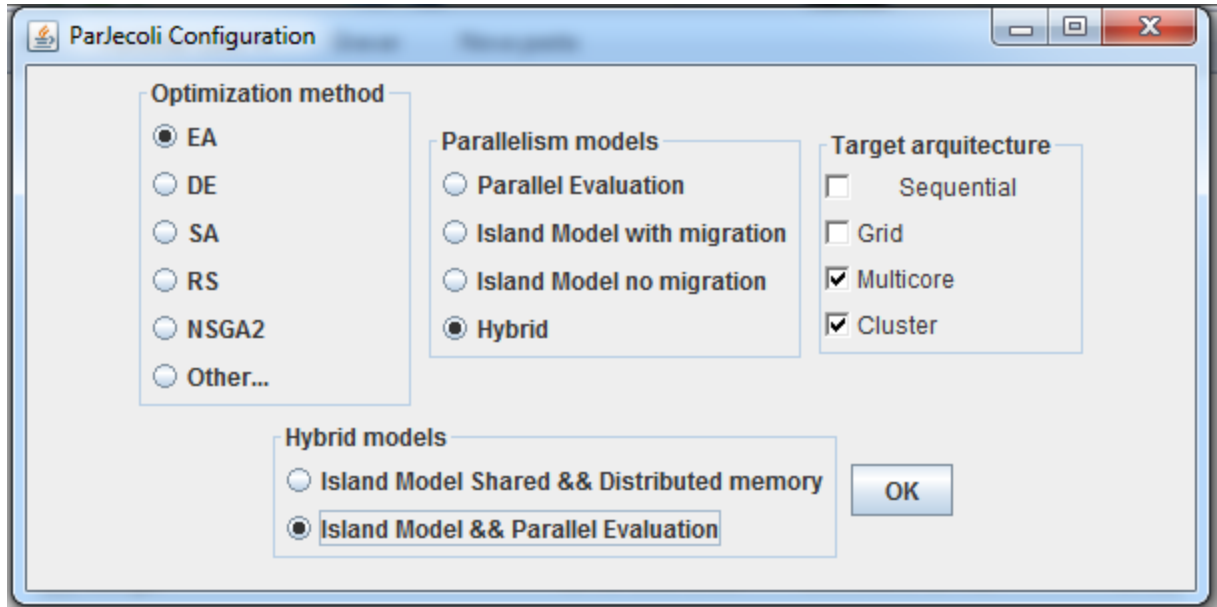 ParJecoli Configuration
Optimization method
EA
DE
SA
RS
NSGA2
Other...
Parallelism models
Parallel Evaluation
Island Model with migration
Island Model no migration
Hybrid
Target arquitecture
Sequential
Grid
Multicore
Cluster
Hybrid models
Island Model Shared && Distributed memory
Island Model && Parallel Evaluation
OK